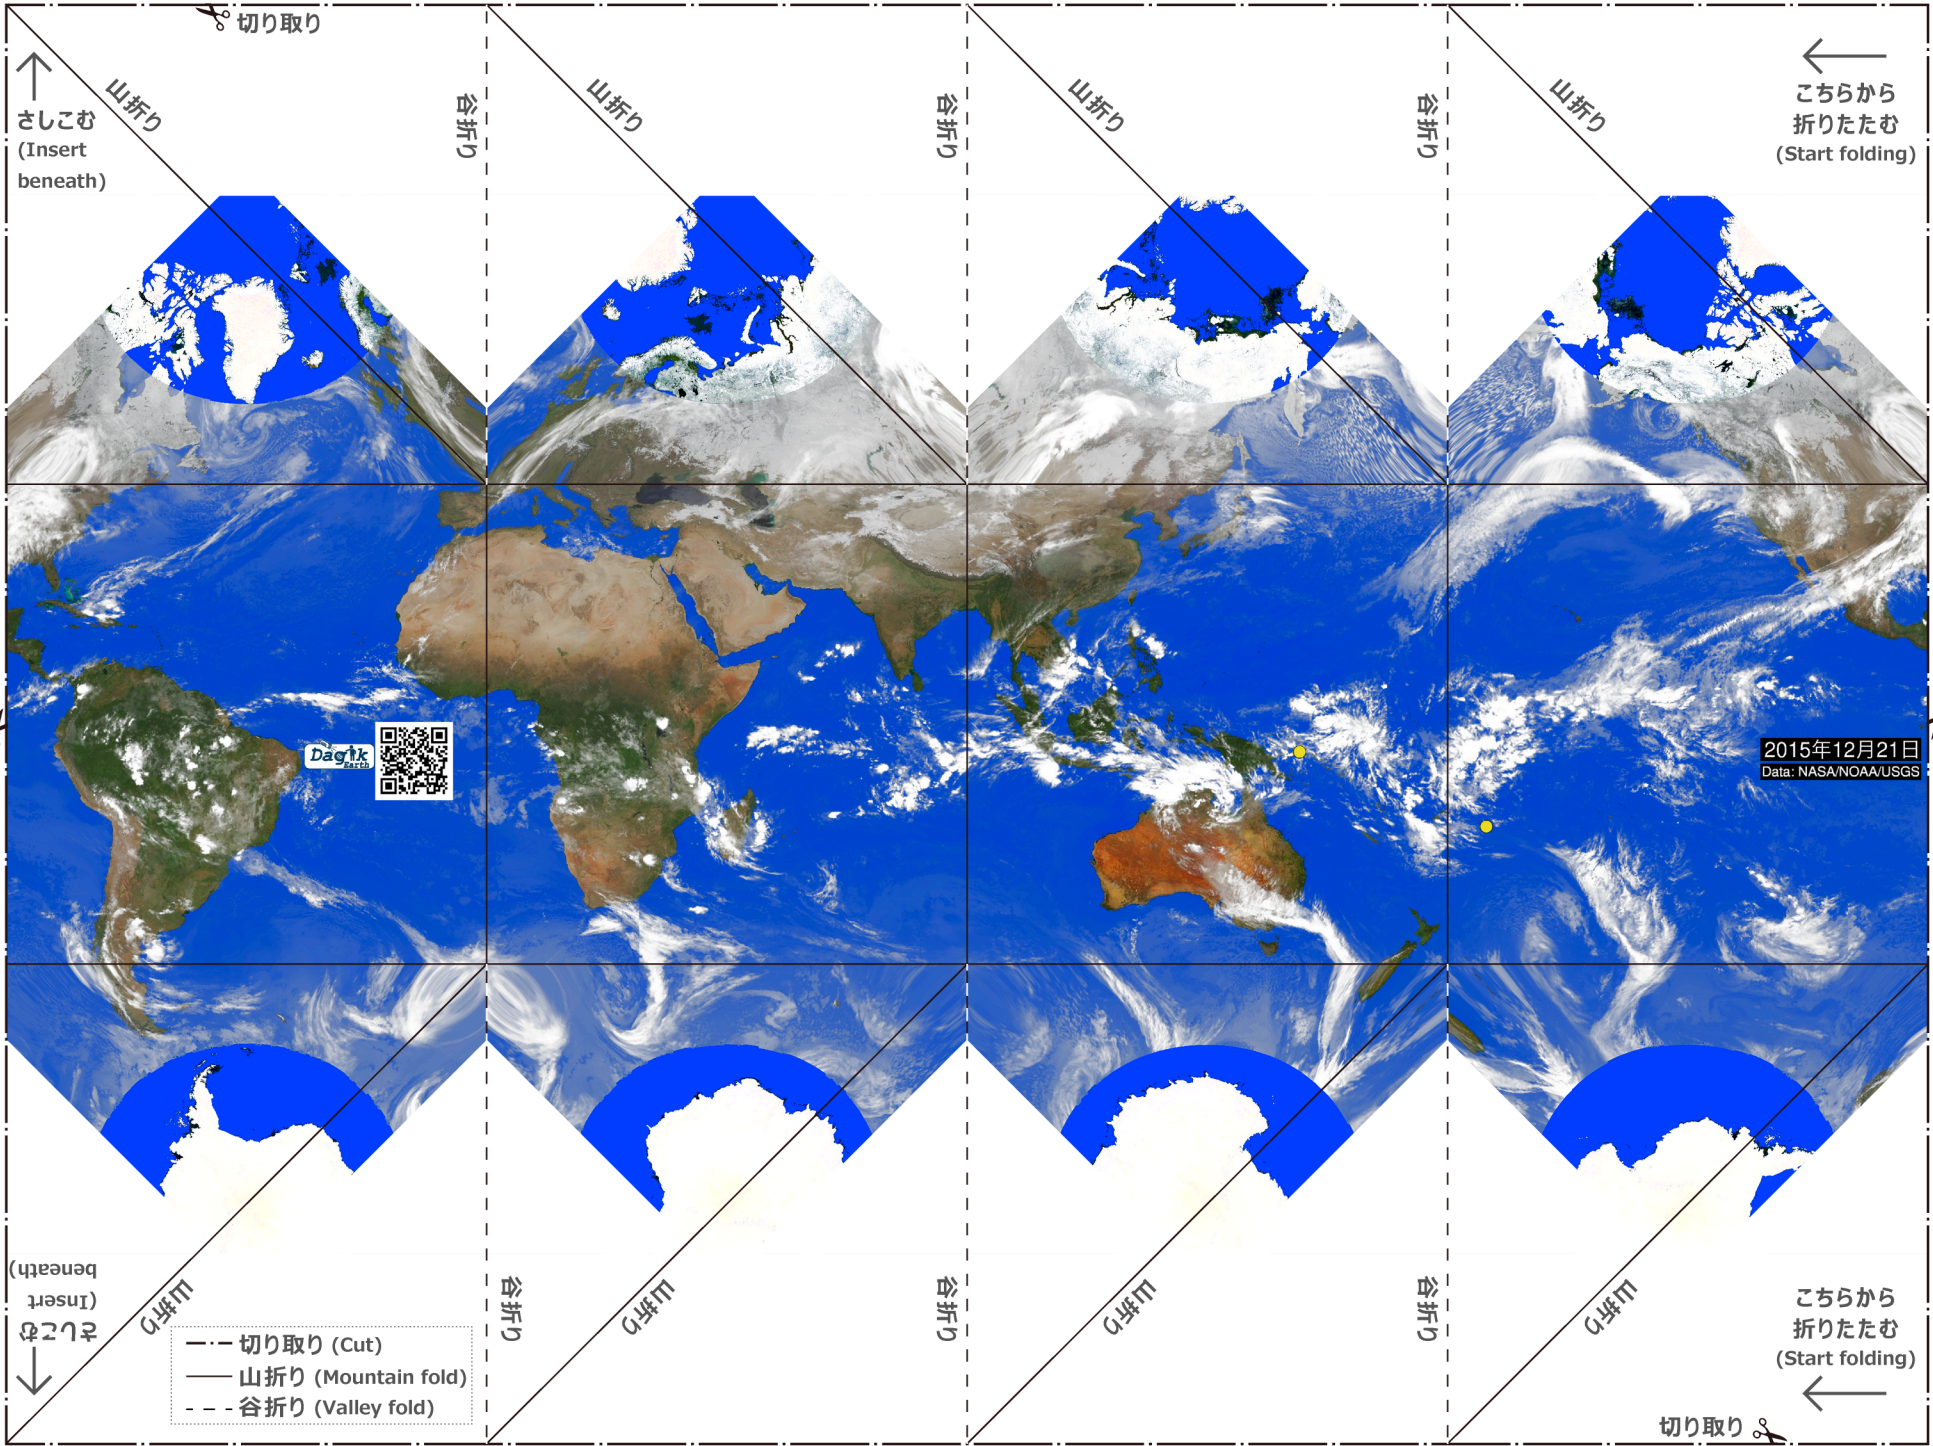 切り取り
山折り
谷折り
山折り
谷折り
山折り
谷折り
山折り
さしこむ
(Insert
beneath)
こちらから
折りたたむ
(Start folding)
Dagik
Earth
2015年12月21日
Data: NASA/NOAA/USGS
さしこむ
(Insert
beneath)
山折り
谷折り
山折り
谷折り
山折り
谷折り
山折り
こちらから
折りたたむ
(Start folding)
切り取り (Cut)
山折り (Mountain fold)
谷折り (Valley fold)
切り取り